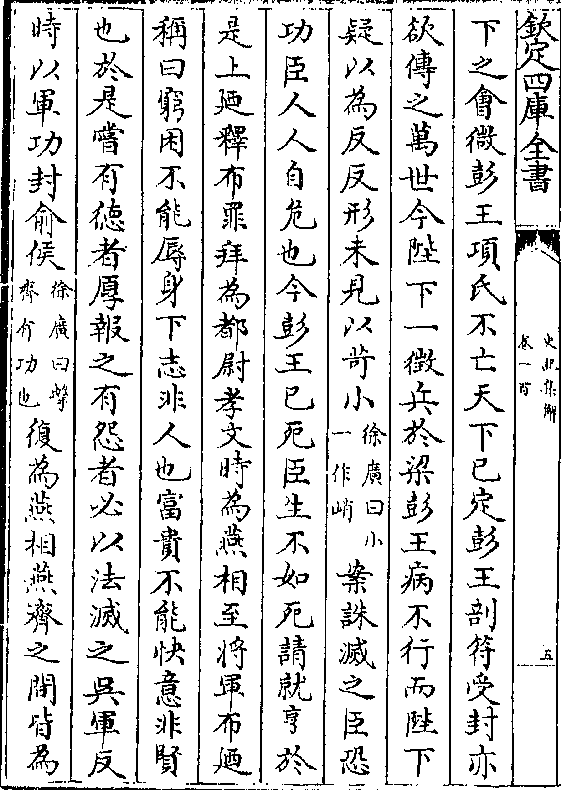 欽定四庫全書
史記集解
卷一百
五
下之會微彭王項氏不亡天下已定彭王剖符受封亦
欲傳之萬世今陛下一徵兵於梁彭王病不行而陛下
疑以為反反形未見以苛小徐廣曰小一作峭案誅滅之臣恐
功臣人人自危也今彭王已死臣生不如死請就亨於
是上廼釋布罪拜為都尉孝文時為燕相至將軍布廼
稱曰窮困不能辱身下志非人也富貴不能快意非賢
也於是嘗有德者厚報之有怨者必以法滅之吳軍反
時以軍功封俞侯徐廣曰擊齊有功也復為燕相燕齊之間皆為